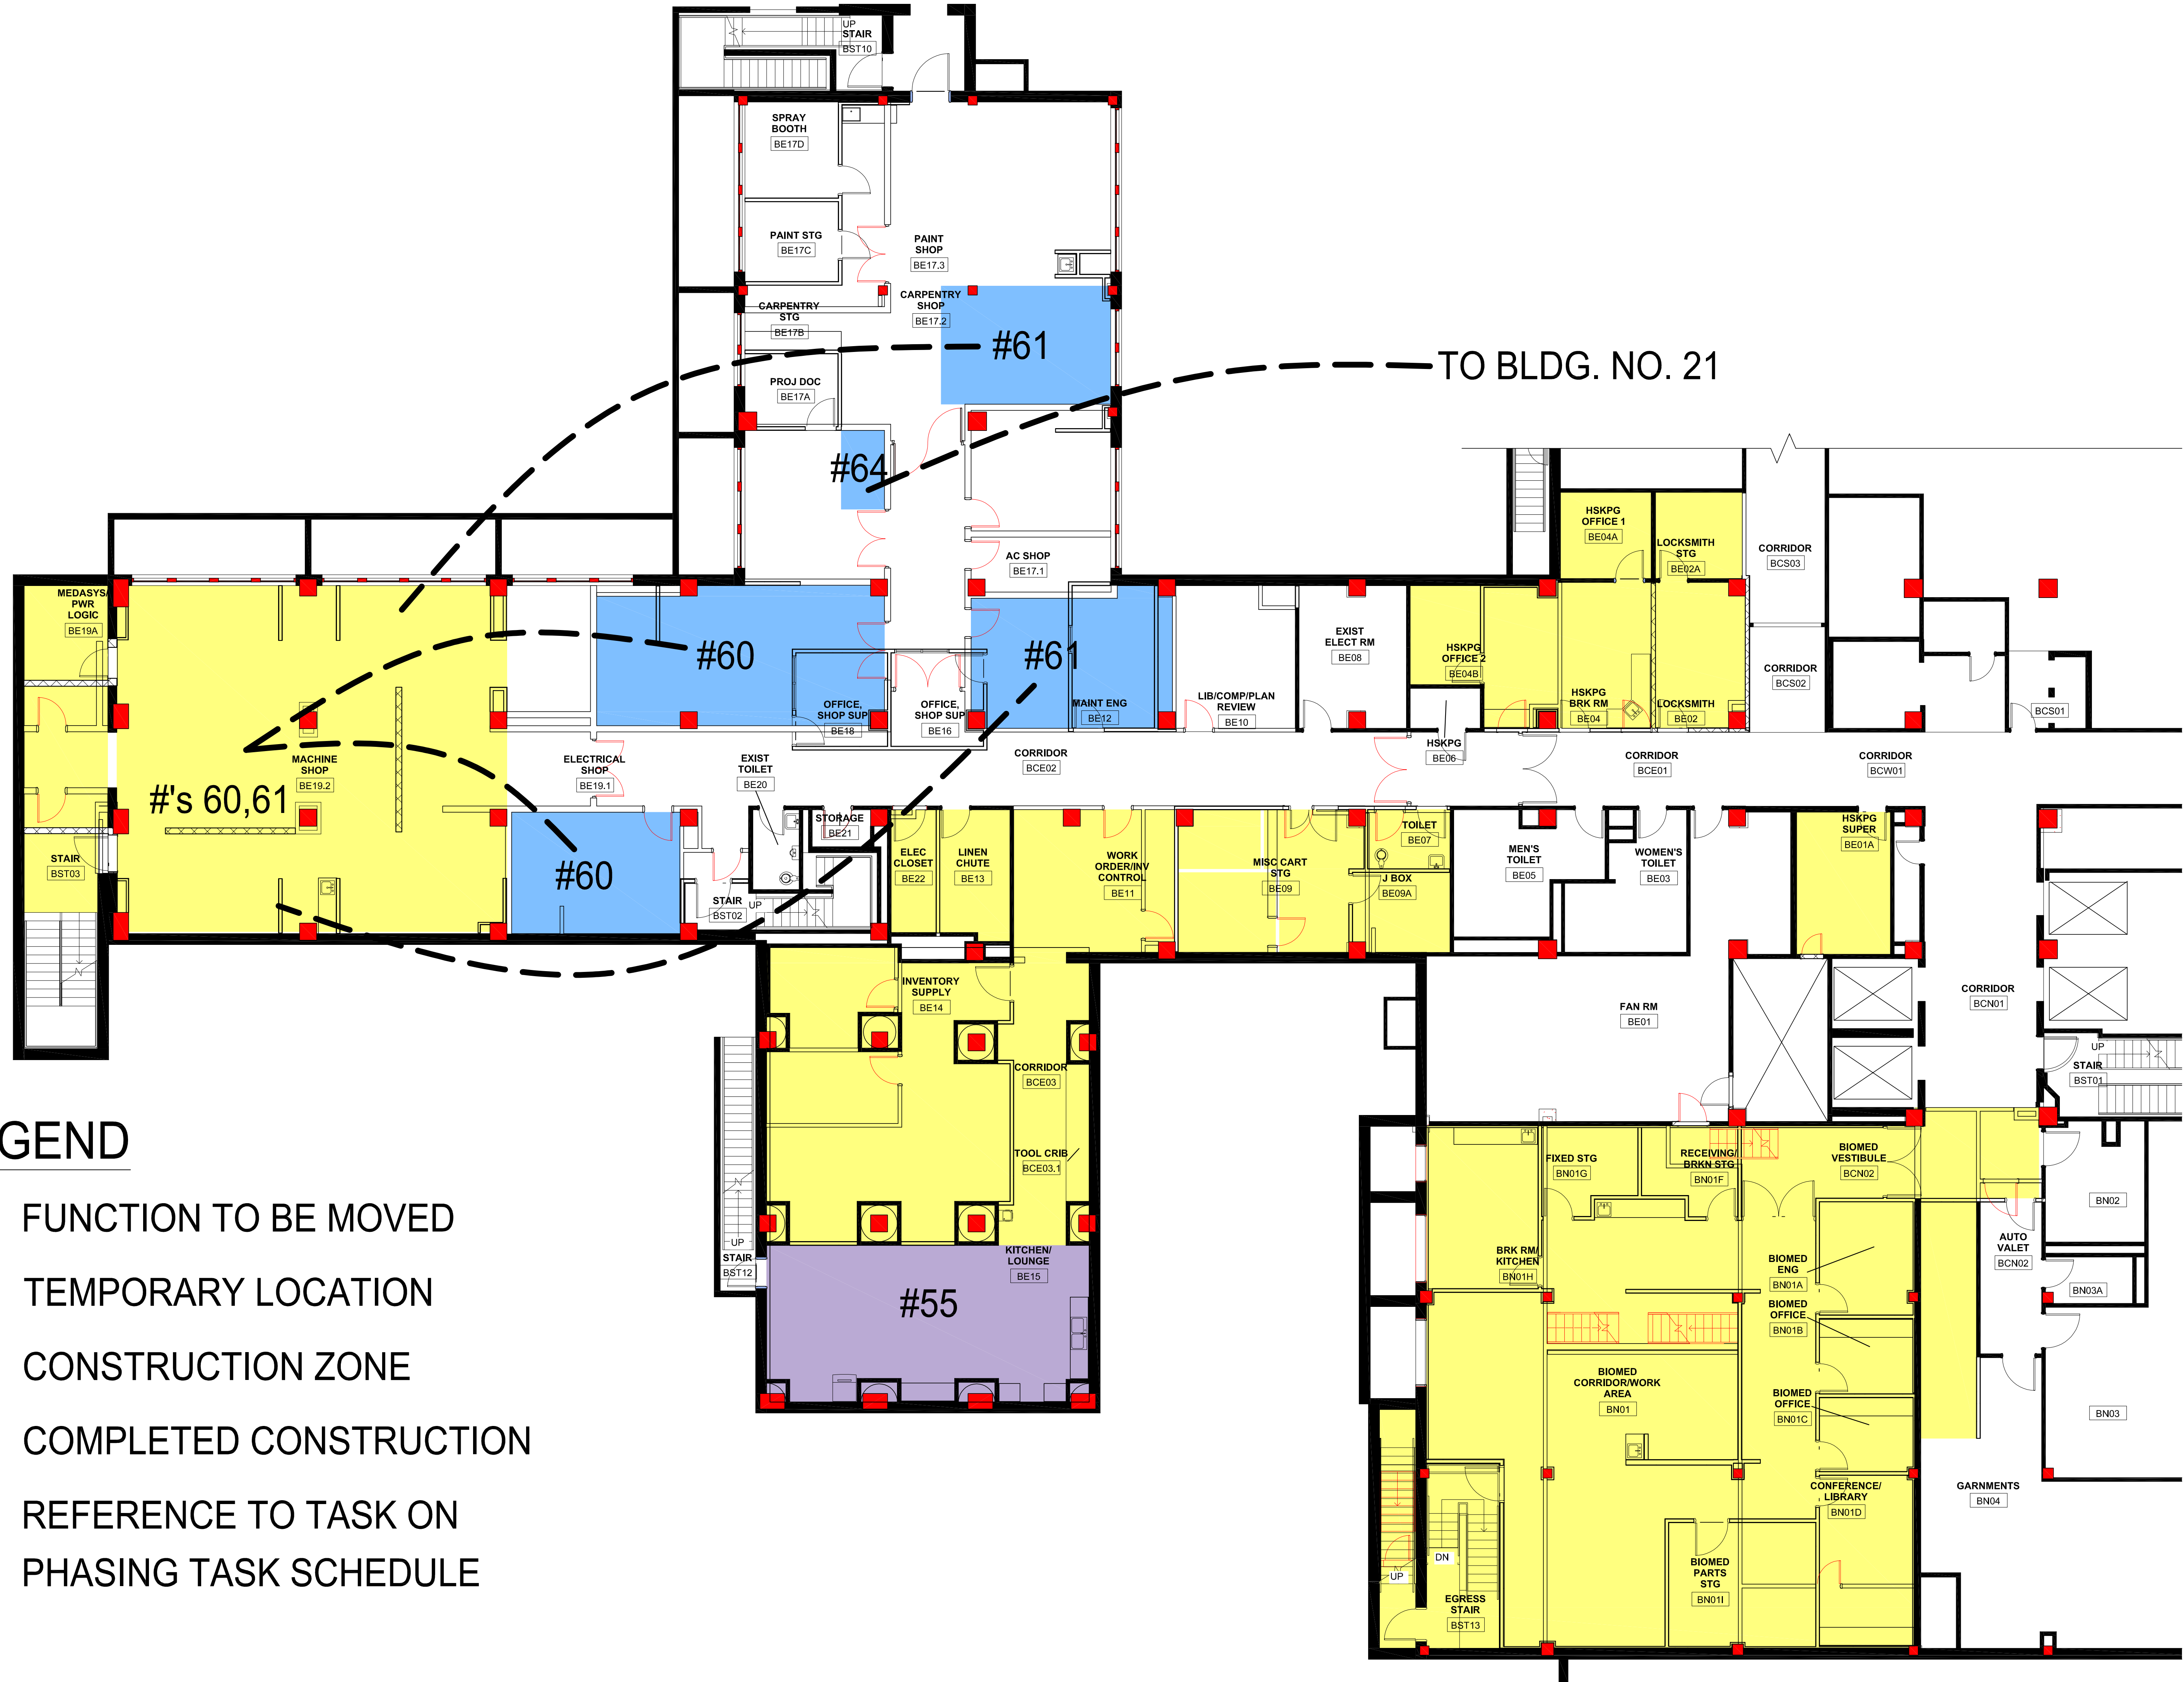 UP
STAIR
BST10
SPRAY
BOOTH
BE17D
PAINT STG
BE17C
PAINT
SHOP
BE17.3
CARPENTRY
STG
BE17B
CARPENTRY
SHOP
BE17.2
#61
TO BLDG. NO. 21
PROJ DOC
BE17A
#64
AC SHOP
BE17.1
HSKPG
OFFICE 1
BE04A
LOCKSMITH
STG
BE02A
CORRIDOR
BCS03
MEDASYS/
PWR
LOGIC
BE19A
#60
#61
EXIST
ELECT RM
BE08
HSKPG
OFFICE 2
BE04B
CORRIDOR
BCS02
OFFICE,
SHOP SUP
BE18
OFFICE,
SHOP SUP
BE16
MAINT ENG
BE12
LIB/COMP/PLAN
REVIEW
BE10
HSKPG
BRK RM
BE04
LOCKSMITH
BE02
BCS01
MACHINE
SHOP
BE19.2
ELECTRICAL
SHOP
BE19.1
EXIST
TOILET
BE20
CORRIDOR
BCE02
HSKPG
BE06
CORRIDOR
BCE01
CORRIDOR
BCW01
#'s 60,61
STORAGE
BE21
STAIR
BST03
#60
ELEC
CLOSET
BE22
LINEN
CHUTE
BE13
WORK
ORDER/INV
CONTROL
BE11
MISC CART
STG
BE09
TOILET
BE07
J BOX
BE09A
MEN'S
TOILET
BE05
WOMEN'S
TOILET
BE03
HSKPG
SUPER
BE01A
STAIR
BST02
UP
INVENTORY
SUPPLY
BE14
FAN RM
BE01
CORRIDOR
BCN01
CORRIDOR
BCE03
UP
STAIR
BST01
TOOL CRIB
BCE03.1
UP
STAIR
BST12
KITCHEN/
LOUNGE
BE15
#55
FIXED STG
BN01G
RECEIVING/
BRKN STG
BN01F
BIOMED
VESTIBULE
BCN02
BN02
BRK RM/
KITCHEN
BN01H
BIOMED
ENG
BN01A
AUTO
VALET
BCN02
BN03A
BIOMED
OFFICE
BN01B
BIOMED
CORRIDOR/WORK
AREA
BN01
BIOMED
OFFICE
BN01C
BN03
CONFERENCE/
LIBRARY
BN01D
GARNMENTS
BN04
DN
UP
EGRESS
STAIR
BST13
BIOMED
PARTS
STG
BN01I
GEND
FUNCTION TO BE MOVED
TEMPORARY LOCATION
CONSTRUCTION ZONE
COMPLETED CONSTRUCTION
REFERENCE TO TASK ON
PHASING TASK SCHEDULE